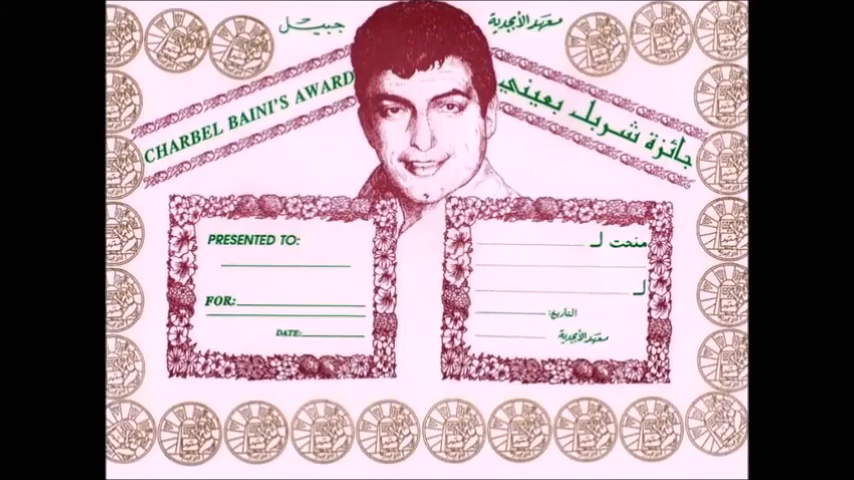 معهد الأبجدية
جبيل
CHARBEL BAINI'S AWARD
جائزة شربل بعيني
PRESENTED TO:
FOR:
DATE:
منحت لـ
لـ
التاريخ:
معهد الأبجدية